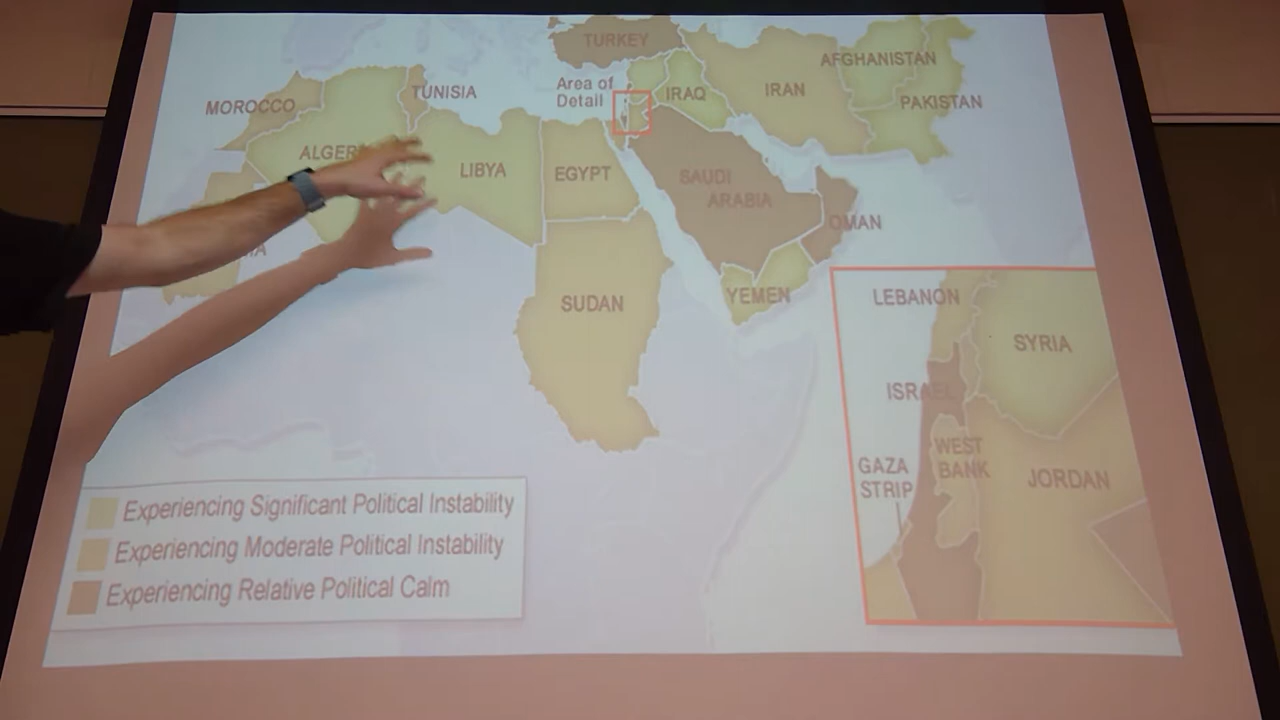 TURKEY
AFGHANISTAN
Area of
Detail
IRAQ
IRAN
PAKISTAN
MOROCCO
TUNISIA
LIBYA
EGYPT
SAUDI
ARABIA
OMAN
YEMEN
SUDAN
LEBANON
SYRIA
ISRAEL
WEST
BANK
GAZA
STRIP
JORDAN
Experiencing Significant Political Instability
Experiencing Moderate Political Instability
Experiencing Relative Political Calm